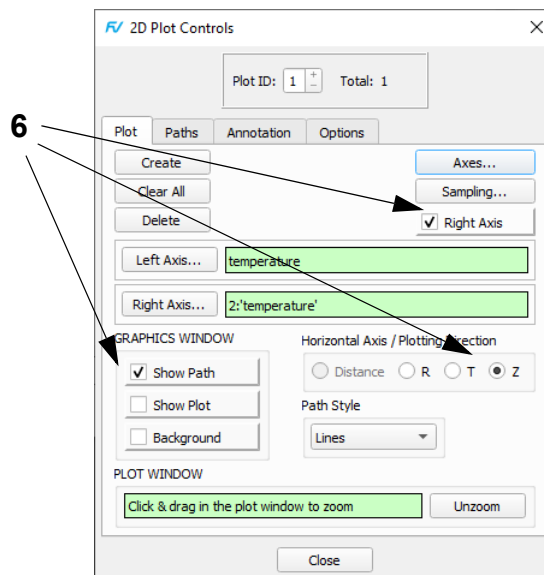 FV 2D Plot Controls
Plot ID: 1 Total: 1
6
Plot Paths Annotation Options
Create Axes...
Clear All Sampling...
Delete Right Axis
Left Axis... temperature
Right Axis... 2:'temperature'
GRAPHICS WINDOW Horizontal Axis / Plotting Direction
Show Path Distance R T Z
Show Plot Path Style
Background Lines
PLOT WINDOW
Click & drag in the plot window to zoom Unzoom
Close